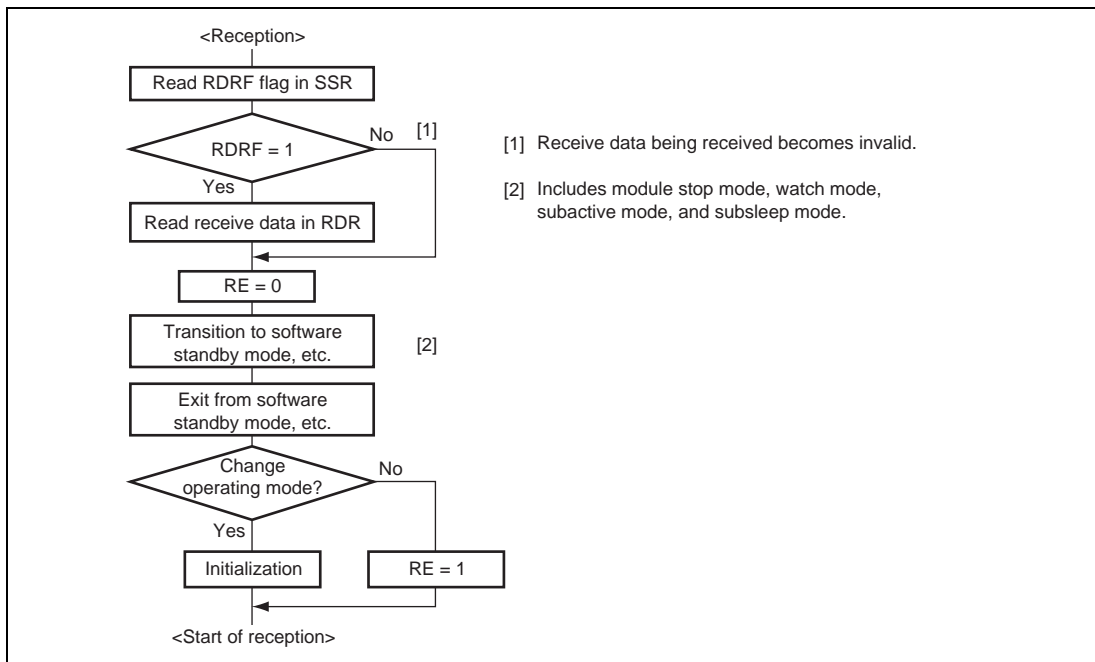 <Reception>
Read RDRF flag in SSR
RDRF = 1
No
[1]
Yes
Read receive data in RDR
RE = 0
Transition to software
standby mode, etc.
[2]
Exit from software
standby mode, etc.
Change
operating mode?
No
Yes
Initialization
RE = 1
<Start of reception>
[1] Receive data being received becomes invalid.
[2] Includes module stop mode, watch mode,
subactive mode, and subsleep mode.